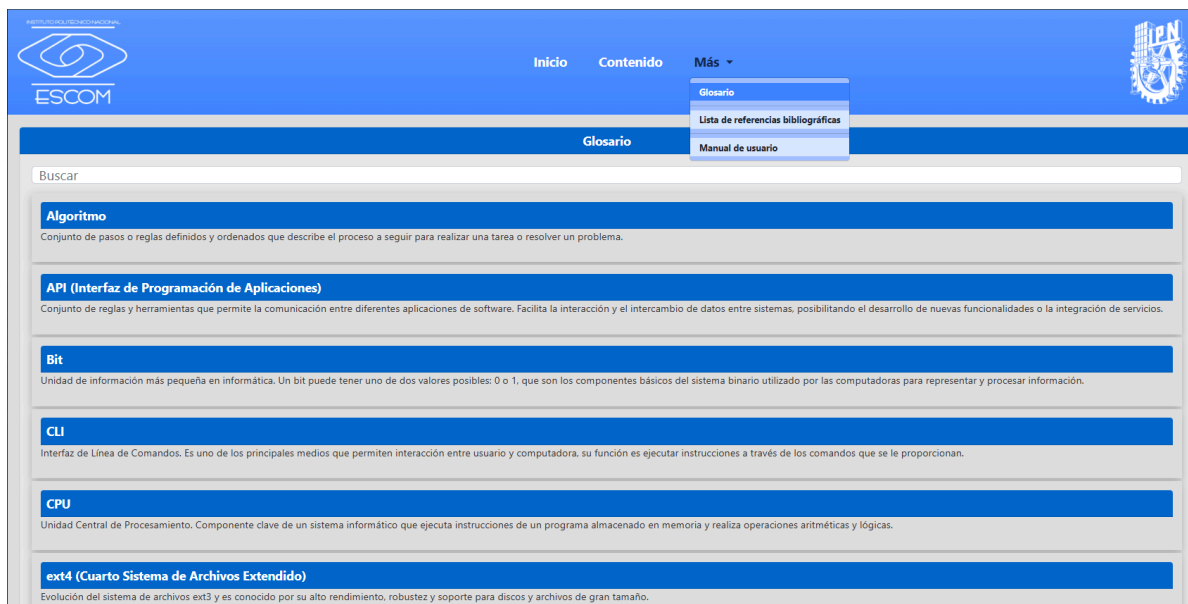 INSTITUTO POLITÉCNICO NACIONAL
ESCOM
Inicio
Contenido
Más
IPN
Glosario
Lista de referencias bibliográficas
Manual de usuario
Glosario
Buscar
Algoritmo
Conjunto de pasos o reglas definidos y ordenados que describe el proceso a seguir para realizar una tarea o resolver un problema.
API (Interfaz de Programación de Aplicaciones)
Conjunto de reglas y herramientas que permite la comunicación entre diferentes aplicaciones de software. Facilita la interacción y el intercambio de datos entre sistemas, posibilitando el desarrollo de nuevas funcionalidades o la integración de servicios.
Bit
Unidad de información más pequeña en informática. Un bit puede tener uno de dos valores posibles: 0 o 1, que son los componentes básicos del sistema binario utilizado por las computadoras para representar y procesar información.
CLI
Interfaz de Línea de Comandos. Es uno de los principales medios que permiten interacción entre usuario y computadora, su función es ejecutar instrucciones a través de los comandos que se le proporcionan.
CPU
Unidad Central de Procesamiento. Componente clave de un sistema informático que ejecuta instrucciones de un programa almacenado en memoria y realiza operaciones aritméticas y lógicas.
ext4 (Cuarto Sistema de Archivos Extendido)
Evolución del sistema de archivos ext3 y es conocido por su alto rendimiento, robustez y soporte para discos y archivos de gran tamaño.